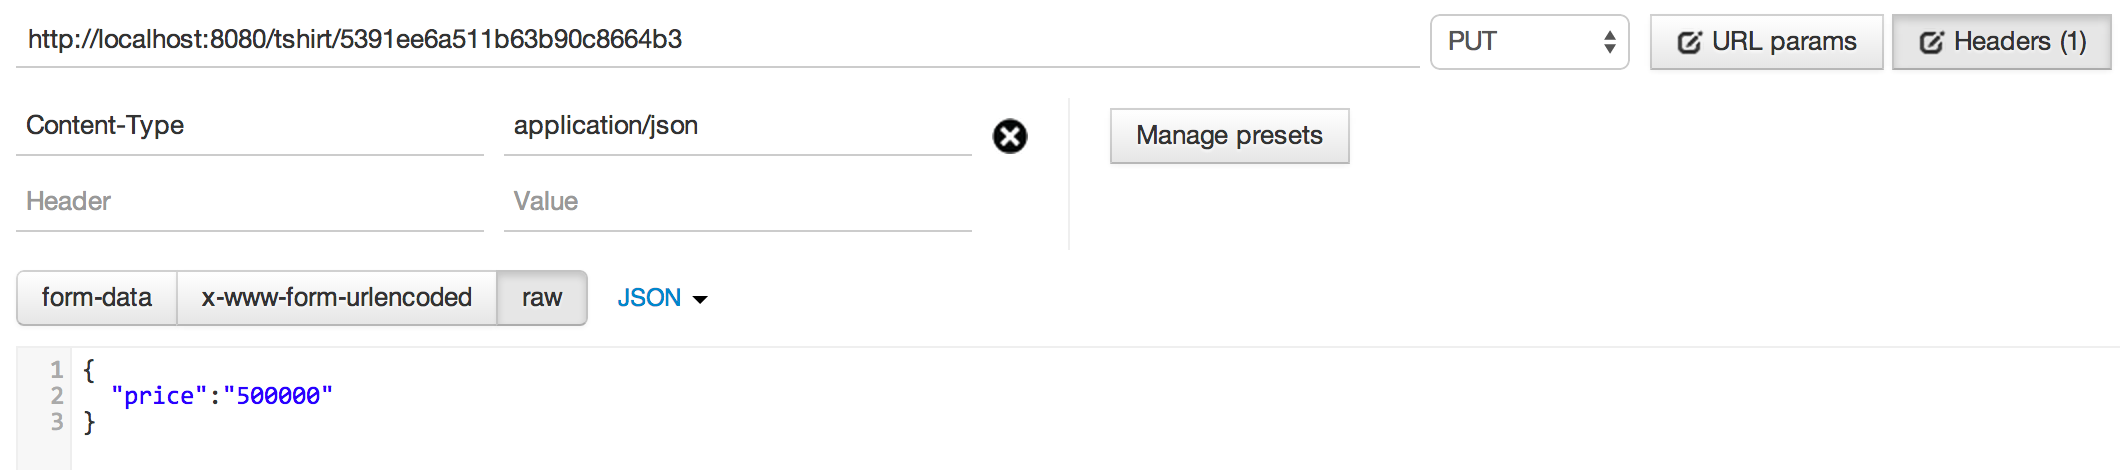 http://localhost:8080/tshirt/5391ee6a511b63b90c8664b3 PUT URL params Headers (1)
Content-Type application/json Manage presets
Header Value
form-data x-www-form-urlencoded raw JSON
1 {
2 "price":"500000"
3 }